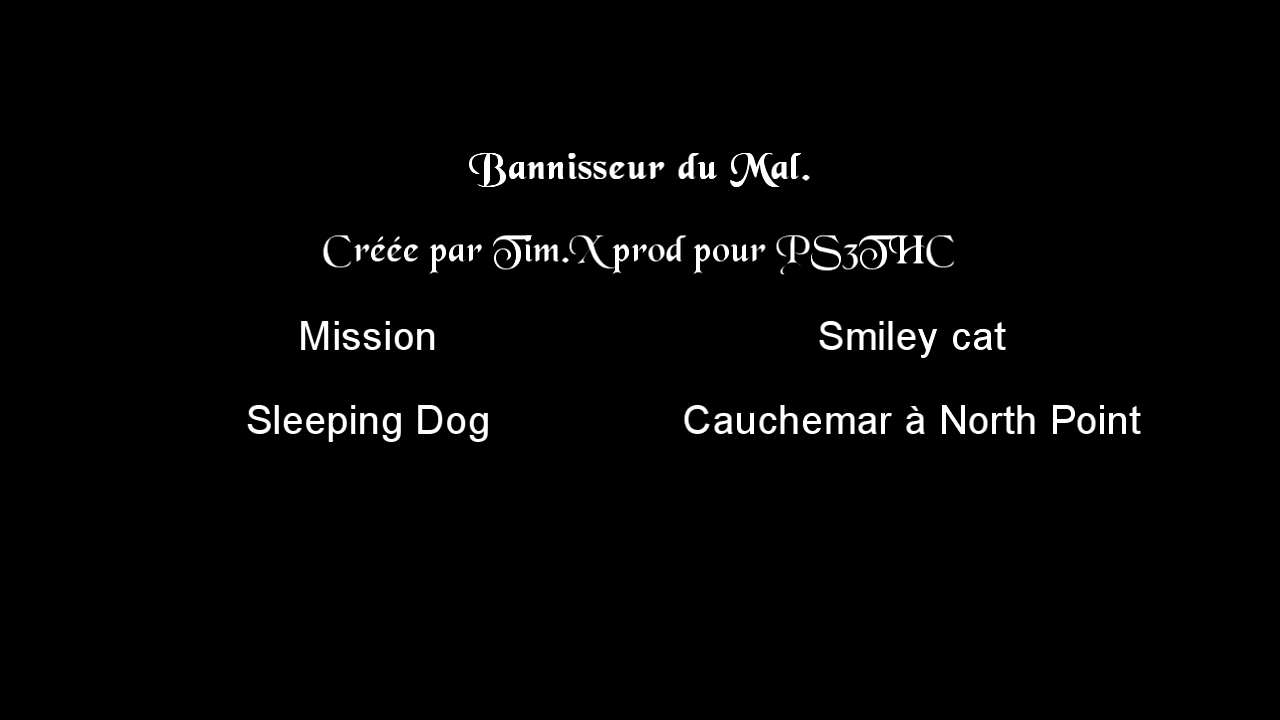 Bannisseur du Mal.
Créée par Tim.X prod pour PS3THC
Mission Smiley cat
Sleeping Dog Cauchemar à North Point